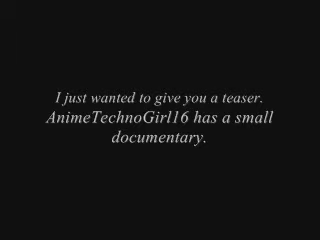 I just wanted to give you a teaser.
AnimeTechnoGirl16 has a small
documentary.